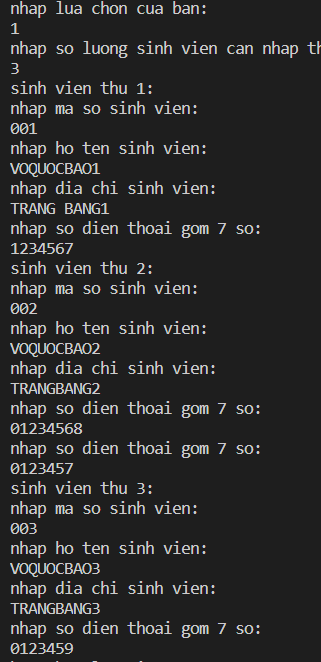 nhap lua chon cua ban:
1
nhap so luong sinh vien can nhap
3
sinh vien thu 1:
nhap ma so sinh vien:
001
nhap ho ten sinh vien:
VOQUOCBAO1
nhap dia chi sinh vien:
TRANG BANG1
nhap so dien thoai gom 7 so:
1234567
sinh vien thu 2:
nhap ma so sinh vien:
002
nhap ho ten sinh vien:
VOQUOCBAO2
nhap dia chi sinh vien:
TRANGBANG2
nhap so dien thoai gom 7 so:
01234568
nhap so dien thoai gom 7 so:
0123457
sinh vien thu 3:
nhap ma so sinh vien:
003
nhap ho ten sinh vien:
VOQUOCBAO3
nhap dia chi sinh vien:
TRANGBANG3
nhap so dien thoai gom 7 so:
0123459